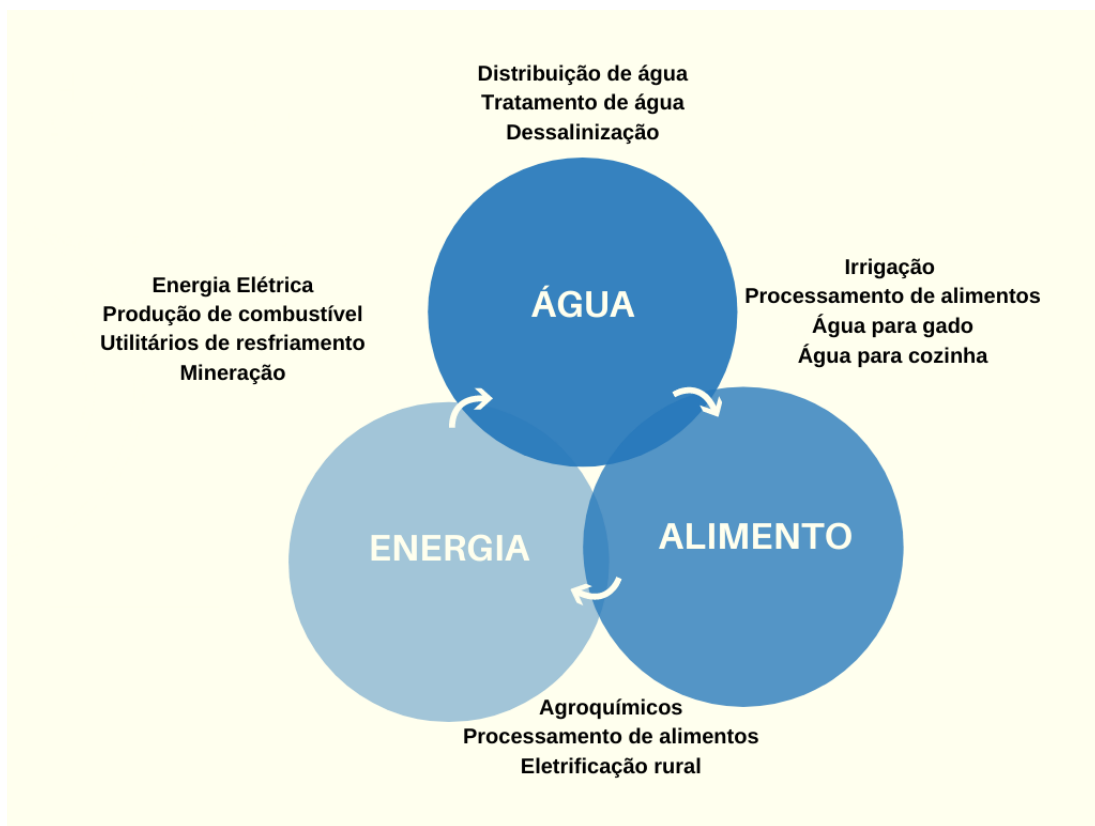 Distribuição de água
Tratamento de água
Dessalinização
ÁGUA
Energia Elétrica
Produção de combustível
Utilitários de resfriamento
Mineração
Irrigação
Processamento de alimentos
Água para gado
Água para cozinha
ENERGIA
ALIMENTO
Agroquímicos
Processamento de alimentos
Eletrificação rural